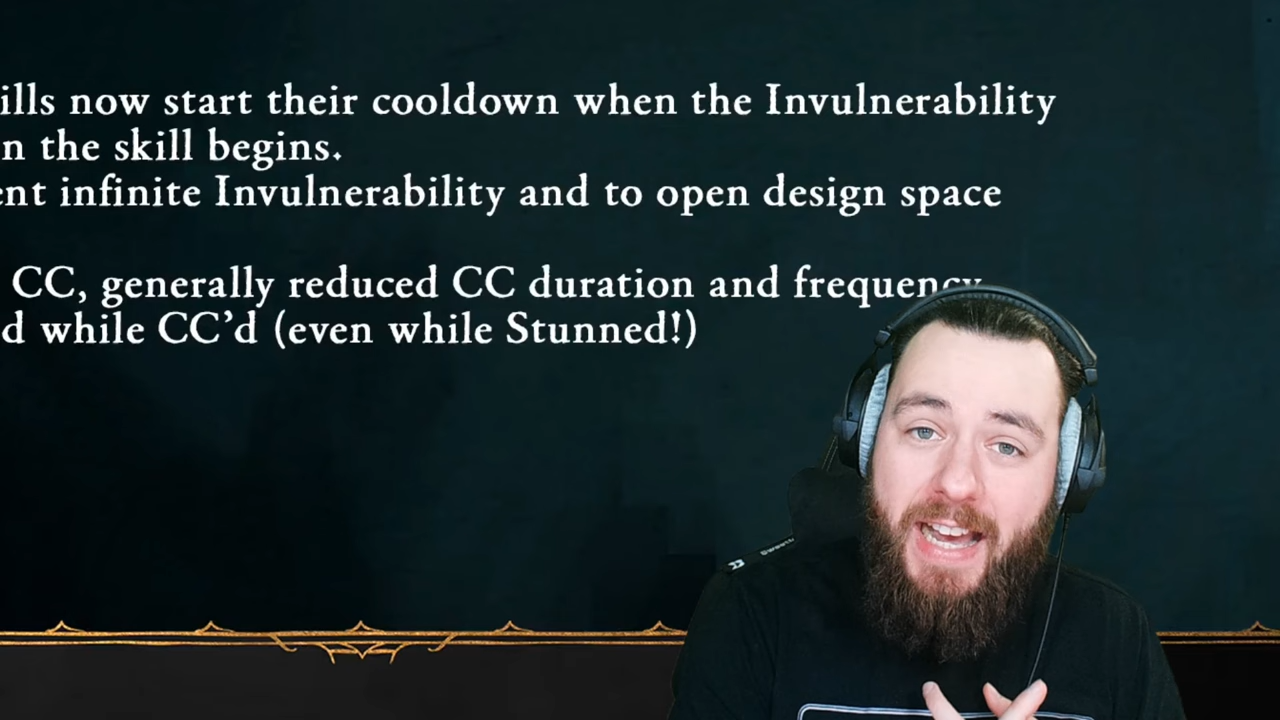 ills now start their cooldown when the Invulnerability
n the skill begins.
ent infinite Invulnerability and to open design space
CC, generally reduced CC duration and frequency
d while CC’d (even while Stunned!)